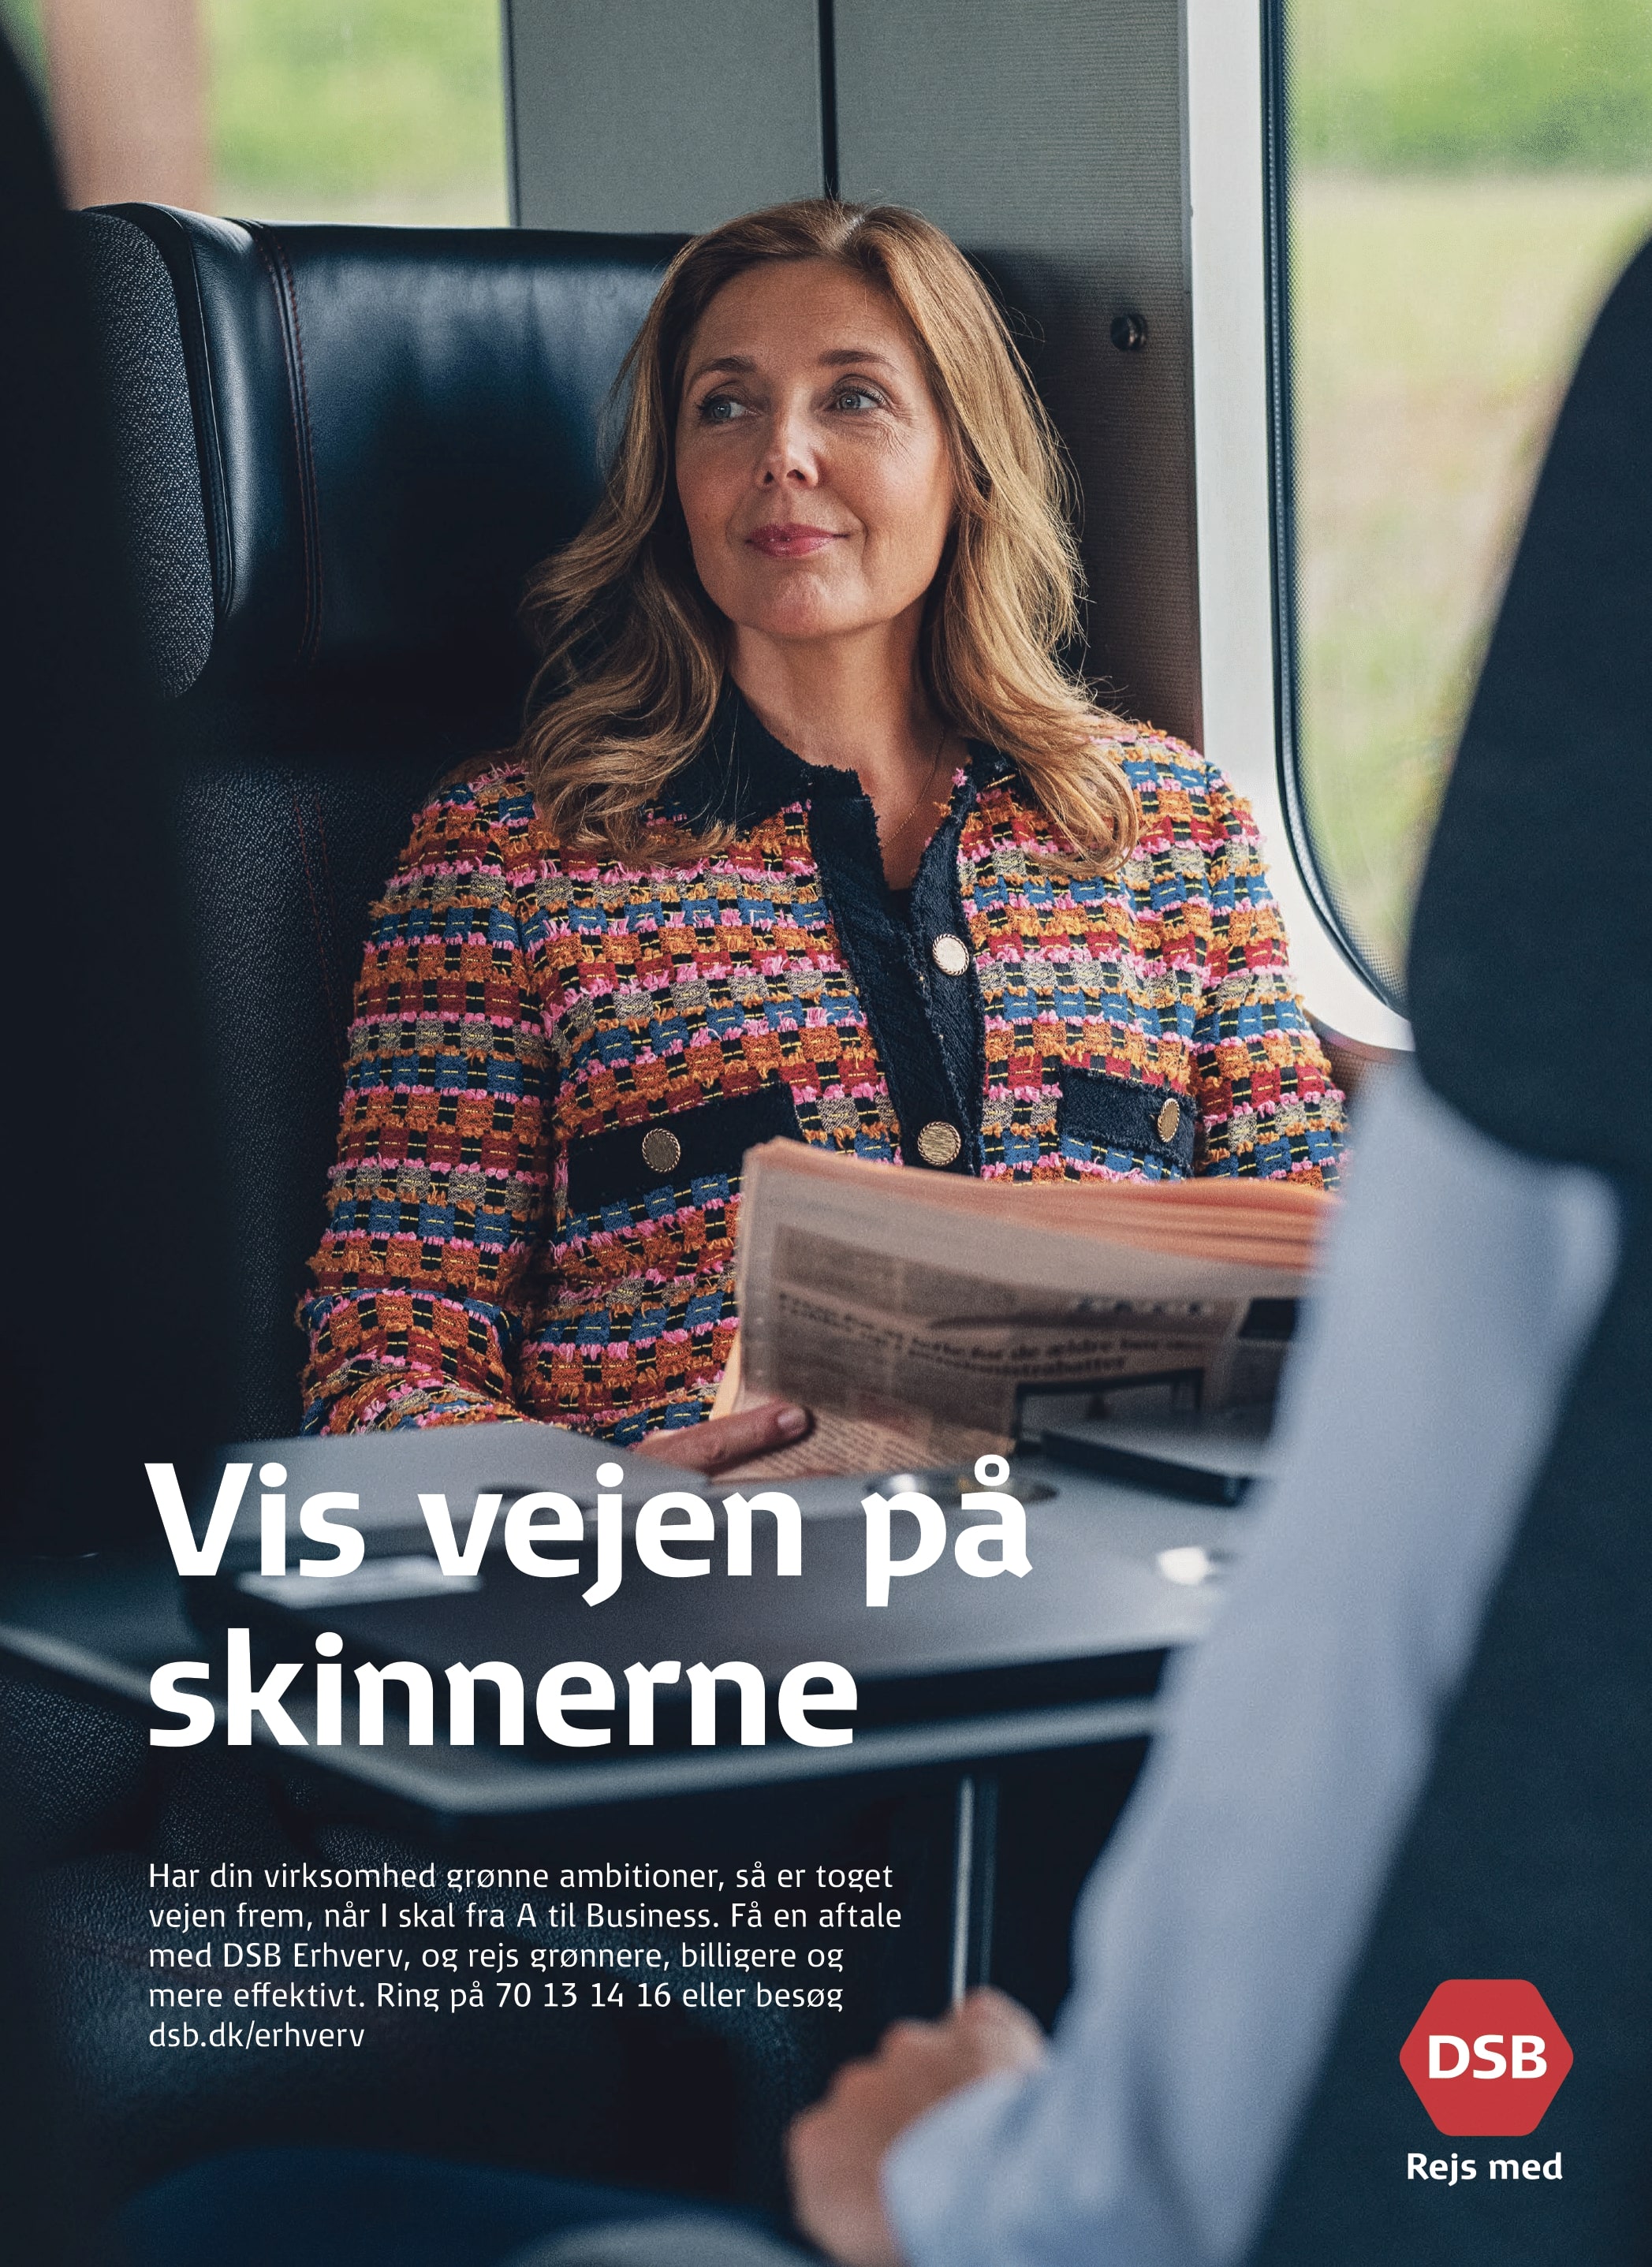 Vis vejen på
skinnerne
Har din virksomhed grønne ambitioner, så er toget
vejen frem, når I skal fra A til Business. Få en aftale
med DSB Erhverv, og rejs grønnere, billigere og
mere effektivt. Ring på 70 13 14 16 eller besøg
dsb.dk/erhverv
DSB
Rejs med